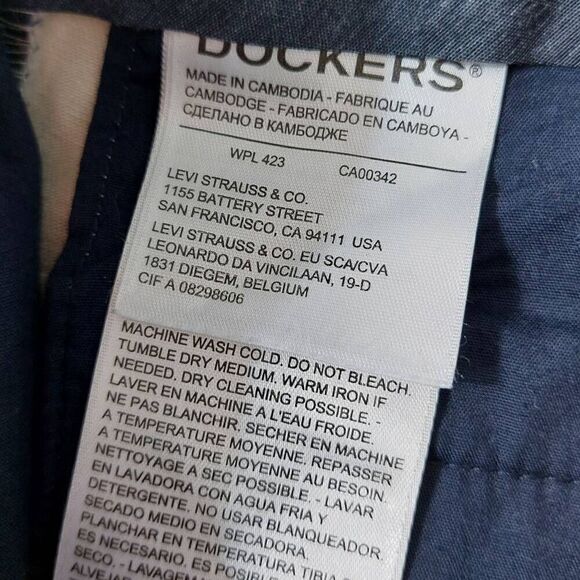 DOCKERS®
MADE IN CAMBODIA - FABRIQUE AU
CAMBODGE - FABRICADO EN CAMBOYA -
СДЕЛАНО В КАМБОДЖЕ
WPL 423 CA00342
LEVI STRAUSS & CO.
1155 BATTERY STREET
SAN FRANCISCO, CA 94111 USA
LEVI STRAUSS & CO. EU SCA/CVA
LEONARDO DA VINCILAAN, 19-D
1831 DIEGEM, BELGIUM
CIF A 08298606
MACHINE WASH COLD. DO NOT BLEACH.
TUMBLE DRY MEDIUM. WARM IRON IF
NEEDED. DRY CLEANING POSSIBLE. -
LAVER EN MACHINE A L'EAU FROIDE.
NE PAS BLANCHIR. SECHER EN MACHINE
A TEMPERATURE MOYENNE. REPASSER
A TEMPERATURE MOYENNE AU BESOIN.
NETTOYAGE A SEC POSSIBLE. - LAVAR
EN LAVADORA CON AGUA FRIA Y
DETERGENTE. NO USAR BLANQUEADOR.
SECADO MEDIO EN SECADORA.
PLANCHAR EN TEMPERATURA TIBIA
ES NECESARIO. ES POSIBLE
SECO. - LAVAGEM